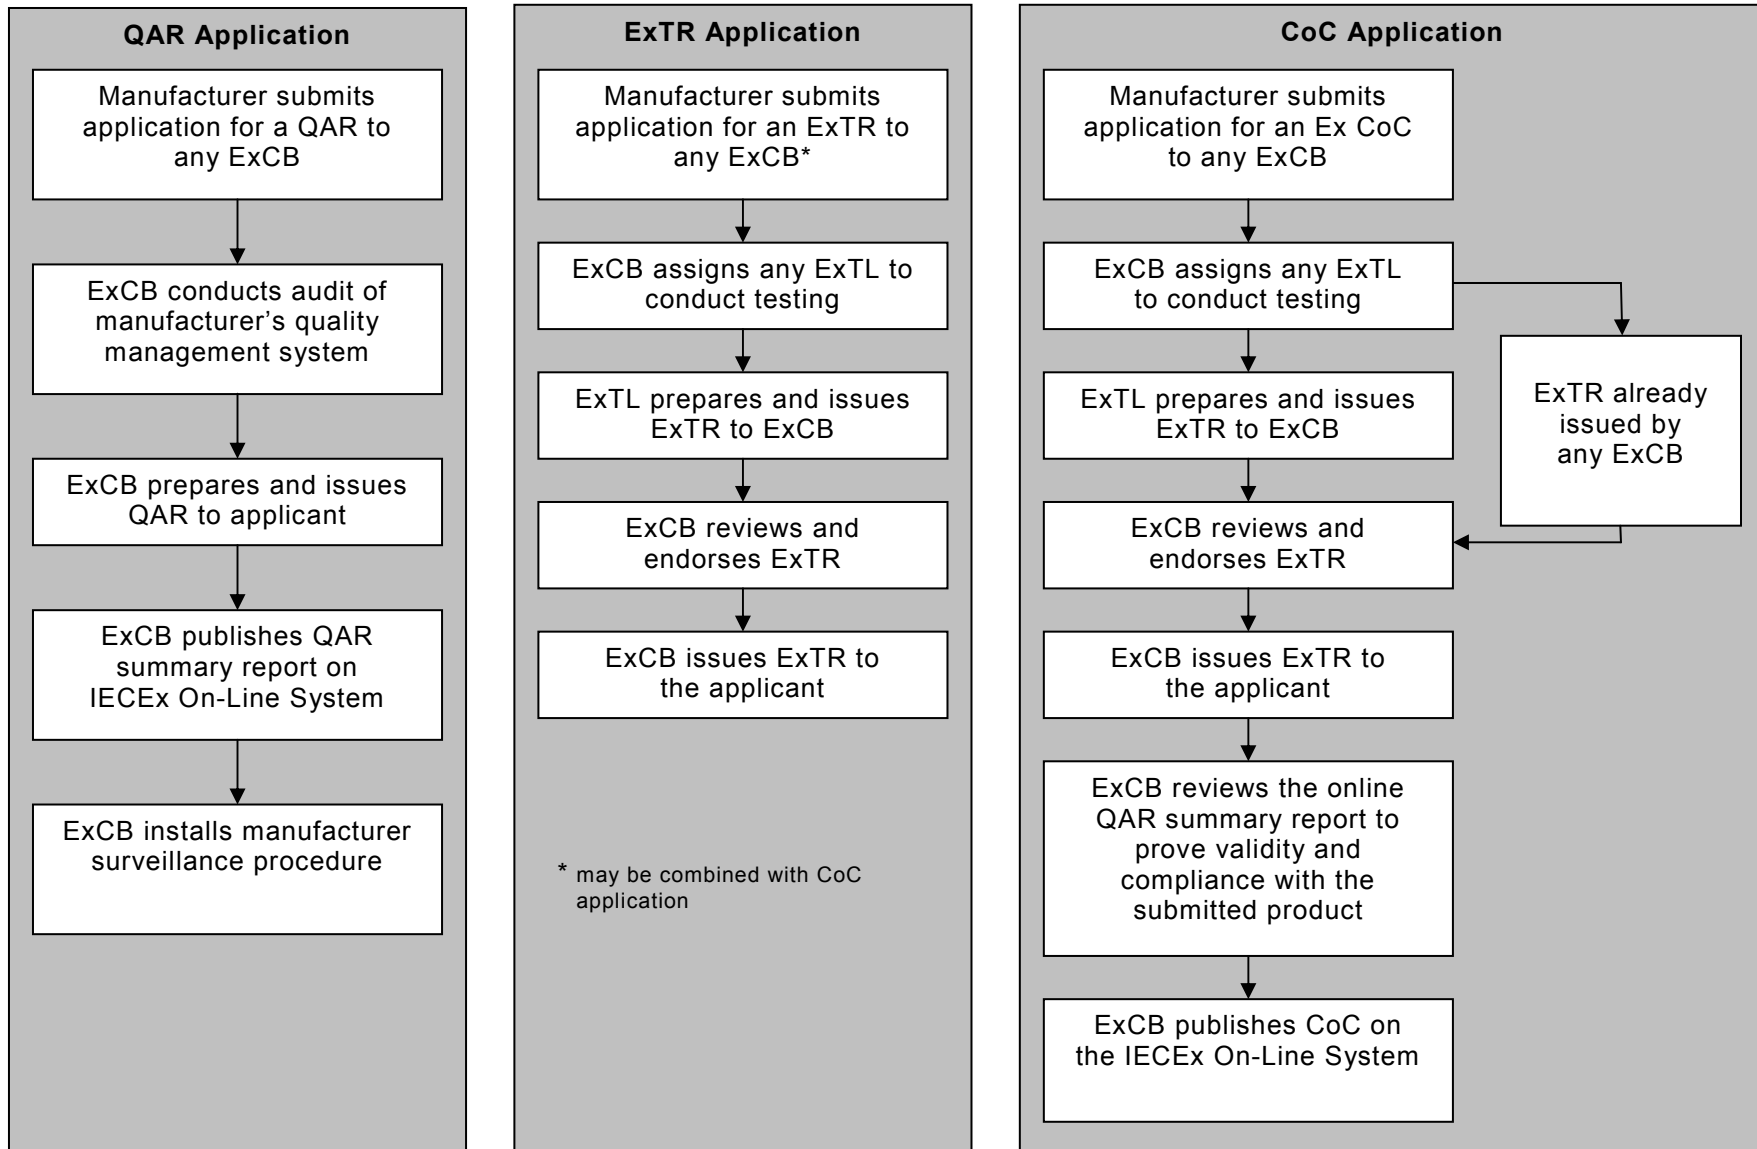 QAR Application
Manufacturer submits
application for a QAR to
any ExCB
ExCB conducts audit of
manufacturer’s quality
management system
ExCB prepares and issues
QAR to applicant
ExCB publishes QAR
summary report on
IECEx On-Line System
ExCB installs manufacturer
surveillance procedure
ExTR Application
Manufacturer submits
application for an ExTR to
any ExCB*
ExCB assigns any ExTL to
conduct testing
ExTL prepares and issues
ExTR to ExCB
ExCB reviews and
endorses ExTR
ExCB issues ExTR to
the applicant
* may be combined with CoC
application
CoC Application
Manufacturer submits
application for an Ex CoC
to any ExCB
ExCB assigns any ExTL
to conduct testing
ExTL prepares and issues
ExTR to ExCB
ExTR already
issued by
any ExCB
ExCB reviews and
endorses ExTR
ExCB issues ExTR to
the applicant
ExCB reviews the online
QAR summary report to
prove validity and
compliance with the
submitted product
ExCB publishes CoC on
the IECEx On-Line System